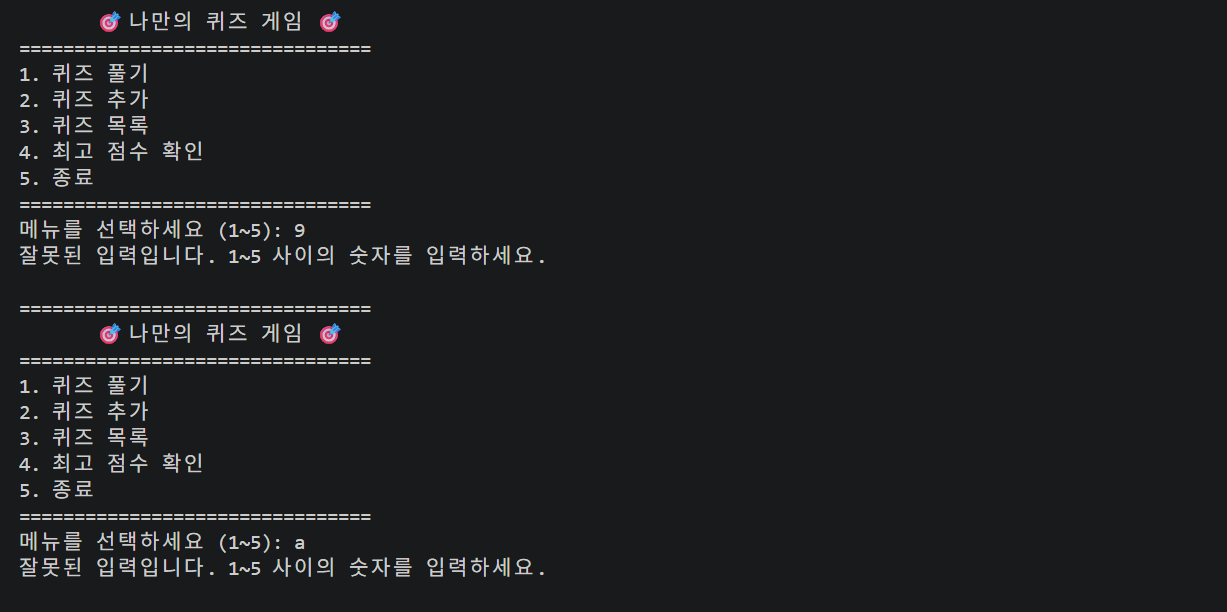 🎯 나만의 퀴즈 게임 🎯
================================
1. 퀴즈 풀기
2. 퀴즈 추가
3. 퀴즈 목록
4. 최고 점수 확인
5. 종료
================================
메뉴를 선택하세요 (1~5): 9
잘못된 입력입니다. 1~5 사이의 숫자를 입력하세요.

================================
🎯 나만의 퀴즈 게임 🎯
================================
1. 퀴즈 풀기
2. 퀴즈 추가
3. 퀴즈 목록
4. 최고 점수 확인
5. 종료
================================
메뉴를 선택하세요 (1~5): a
잘못된 입력입니다. 1~5 사이의 숫자를 입력하세요.